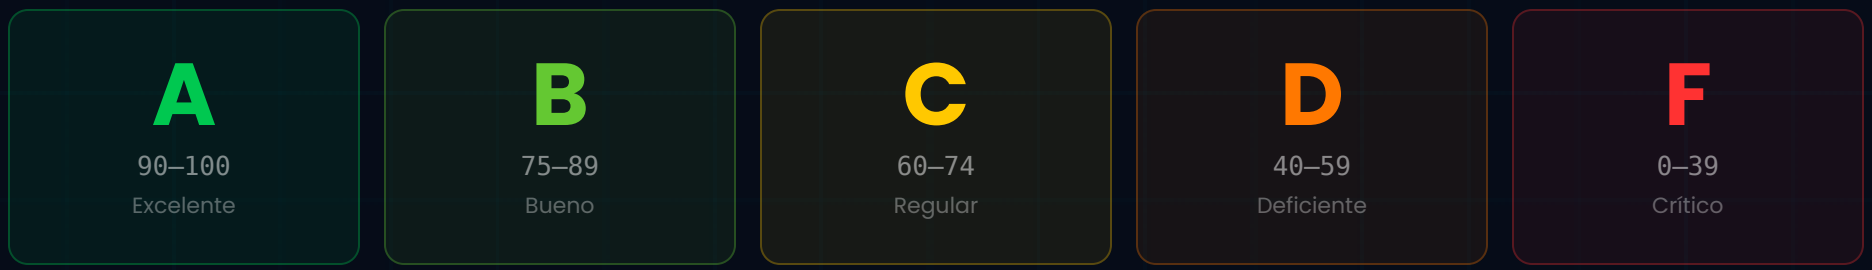 A
90–100
Excelente
B
75–89
Bueno
C
60–74
Regular
D
40–59
Deficiente
F
0–39
Crítico